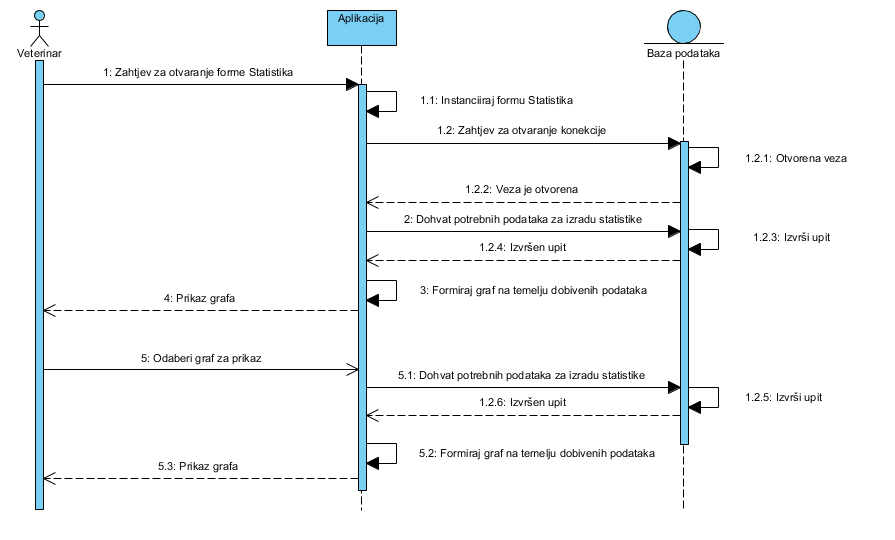 Veterinar
Aplikacija
Baza podataka
1: Zahtjev za otvaranje forme Statistika
1.1: Instanciiraj formu Statistika
1.2: Zahtjev za otvaranje konekcije
1.2.1: Otvorena veza
1.2.2: Veza je otvorena
2: Dohvat potrebnih podataka za izradu statistike
1.2.3: Izvrši upit
1.2.4: Izvršen upit
3: Formiraj graf na temelju dobivenih podataka
4: Prikaz grafa
5: Odaberi graf za prikaz
5.1: Dohvat potrebnih podataka za izradu statistike
1.2.5: Izvrši upit
1.2.6: Izvršen upit
5.2: Formiraj graf na temelju dobivenih podataka
5.3: Prikaz grafa